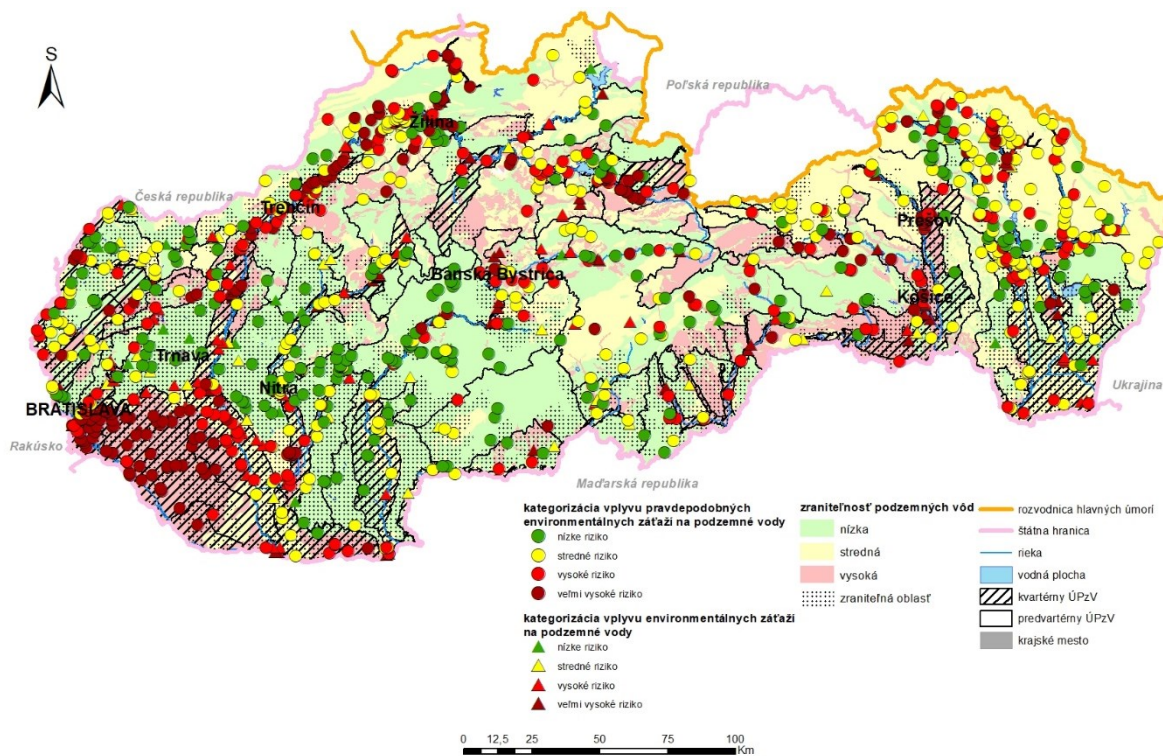 S
Poľská republika
Žilina
Česká republika
Trenčín
Prešov
Banská Bystrica
Košice
Trnava
Nitra
BRATISLAVA
Ukrajina
Rakúsko
Maďarská republika
kategorizácia vplyvu pravdepodobných
environmentálnych záťaží na podzemné vody
nízke riziko
stredné riziko
vysoké riziko
veľmi vysoké riziko
kategorizácia vplyvu environmentálnych záťaží
na podzemné vody
nízke riziko
stredné riziko
vysoké riziko
veľmi vysoké riziko
zraniteľnosť podzemných vôd
nízka
stredná
vysoká
zraniteľná oblasť
rozvodnica hlavných úmorí
štátna hranica
rieka
vodná plocha
kvartérny ÚPzV
predvartérny ÚPzV
krajské mesto
0 12,5 25 50 75 100
Km